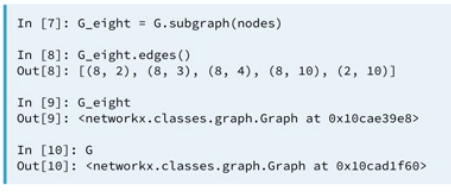 In [7]: G_eight = G.subgraph(nodes)
In [8]: G_eight.edges()
Out[8]: [(8, 2), (8, 3), (8, 4), (8, 10), (2, 10)]
In [9]: G_eight
Out[9]: <networkx.classes.graph.Graph at 0x10cae39e8>
In [10]: G
Out[10]: <networkx.classes.graph.Graph at 0x10cad1f60>